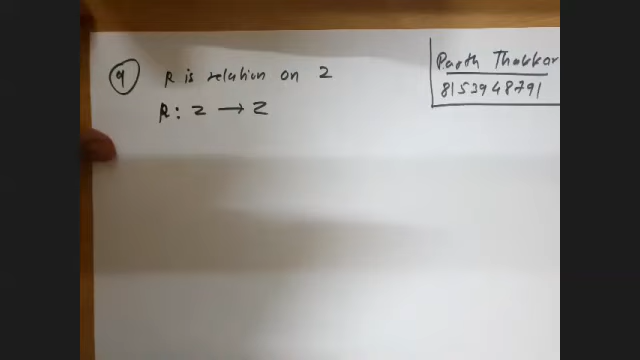 9 R is relation on Z
R: Z → Z
Parth Thakkar
8153948791